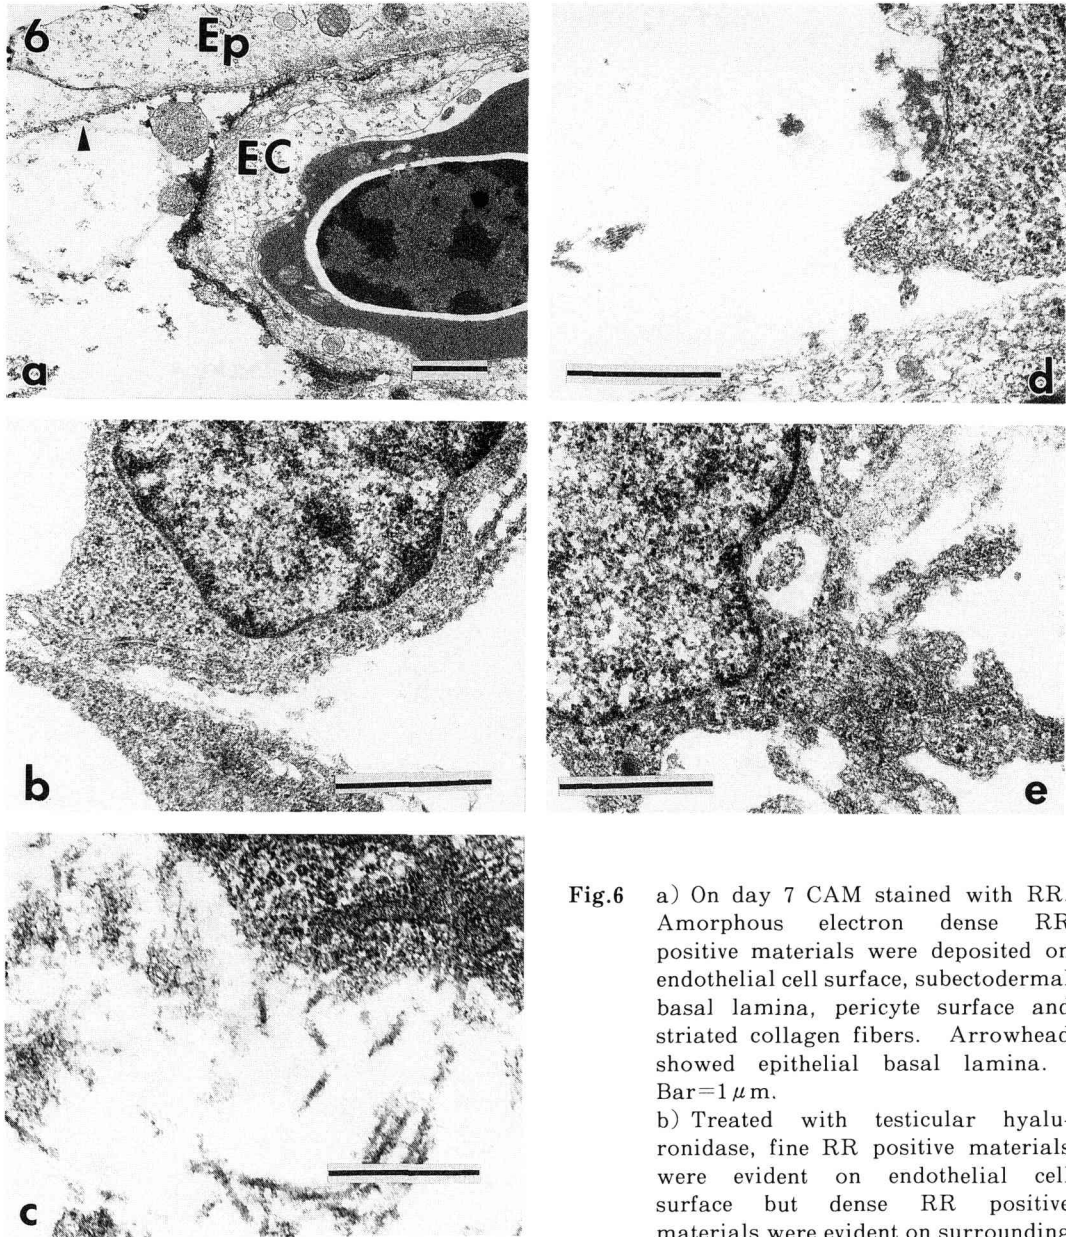 6
Ep
EC
a
d
b
e
c
Fig.6 a) On day 7 CAM stained with RR.
Amorphous electron dense RR
positive materials were deposited on
endothelial cell surface, subectodermal
basal lamina, pericyte surface and
striated collagen fibers. Arrowhead
showed epithelial basal lamina.
Bar=1μm.
b) Treated with testicular hyalu-
ronidase, fine RR positive materials
were evident on endothelial cell
surface but dense RR positive
materials were evident on surrounding